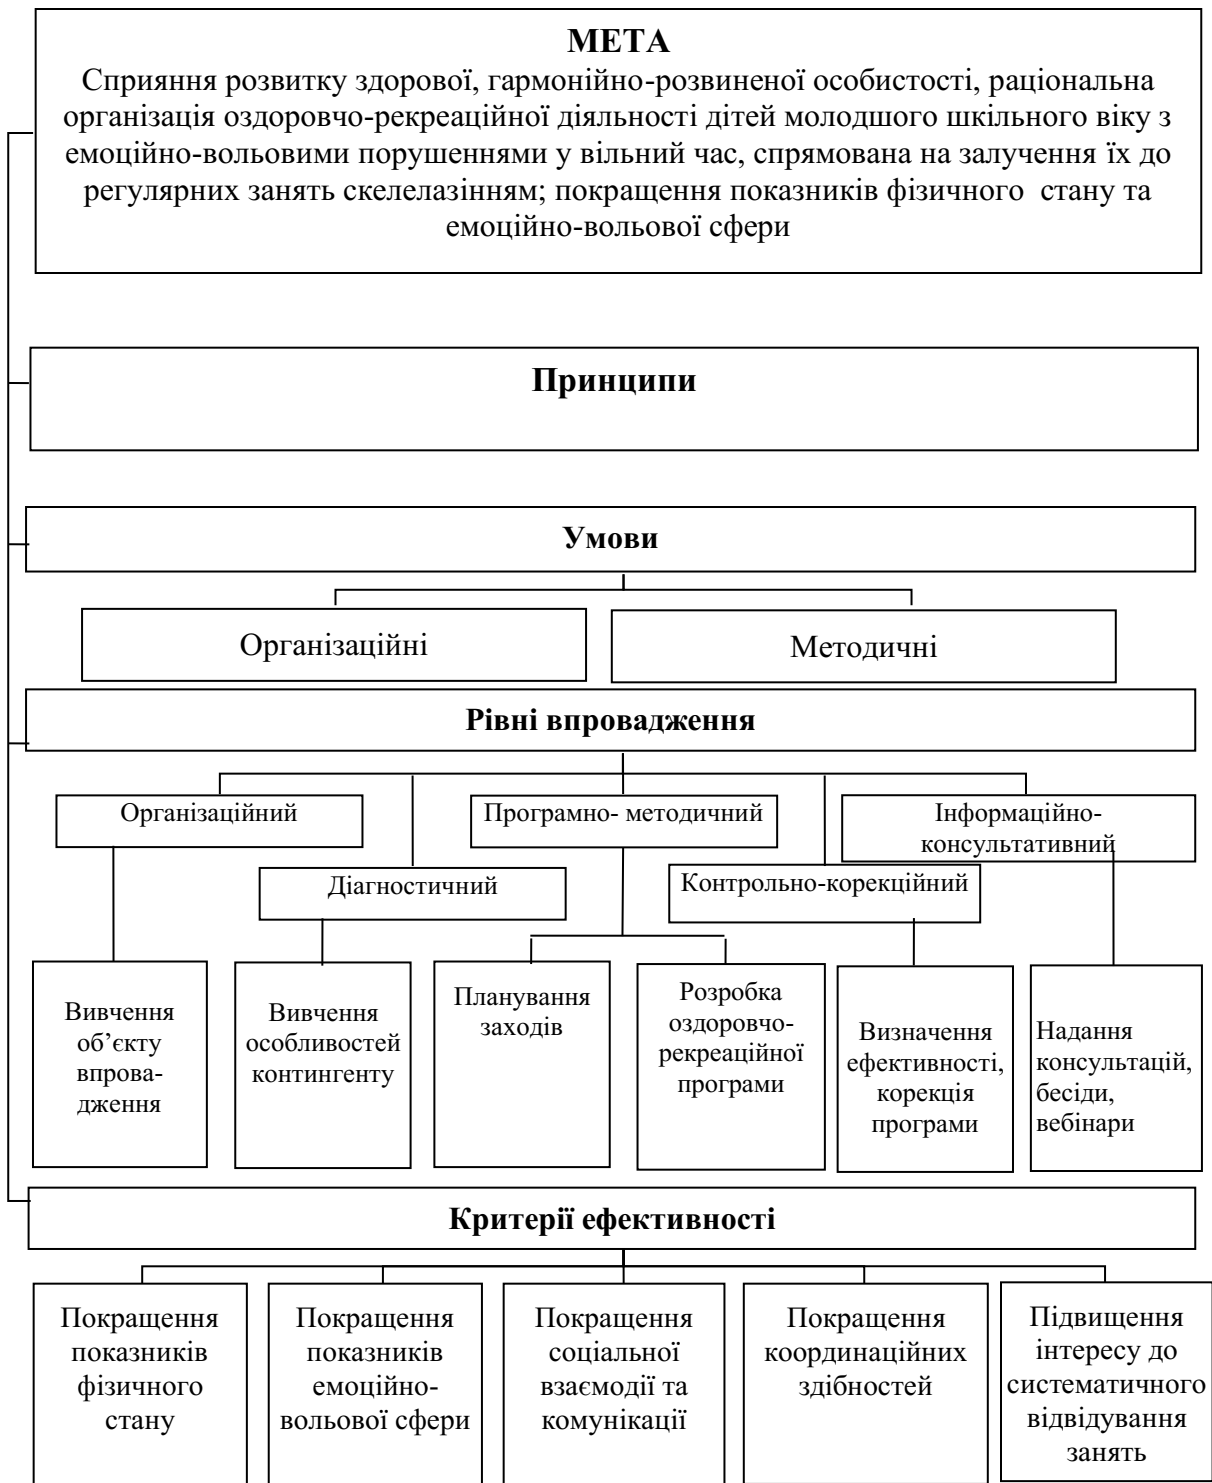 МЕТА
Сприяння розвитку здорової, гармонійно-розвиненої особистості, раціональна
організація оздоровчо-рекреаційної діяльності дітей молодшого шкільного віку з
емоційно-вольовими порушеннями у вільний час, спрямована на залучення їх до
регулярних занять скелелазінням; покращення показників фізичного стану та
емоційно-вольової сфери
Принципи
Умови
Організаційні
Методичні
Рівні впровадження
Організаційний
Програмно- методичний
Інформаційно-
консультативний
Діагностичний
Контрольно-корекційний
Вивчення
об’єкту
впрова-
дження
Вивчення
особливостей
контингенту
Планування
заходів
Розробка
оздоровчо-
рекреаційної
програми
Визначення
ефективності,
корекція
програми
Надання
консультацій,
бесіди,
вебінари
Критерії ефективності
Покращення
показників
фізичного
стану
Покращення
показників
емоційно-
вольової сфери
Покращення
соціальної
взаємодії та
комунікації
Покращення
координаційних
здібностей
Підвищення
інтересу до
систематичного
відвідування
занять